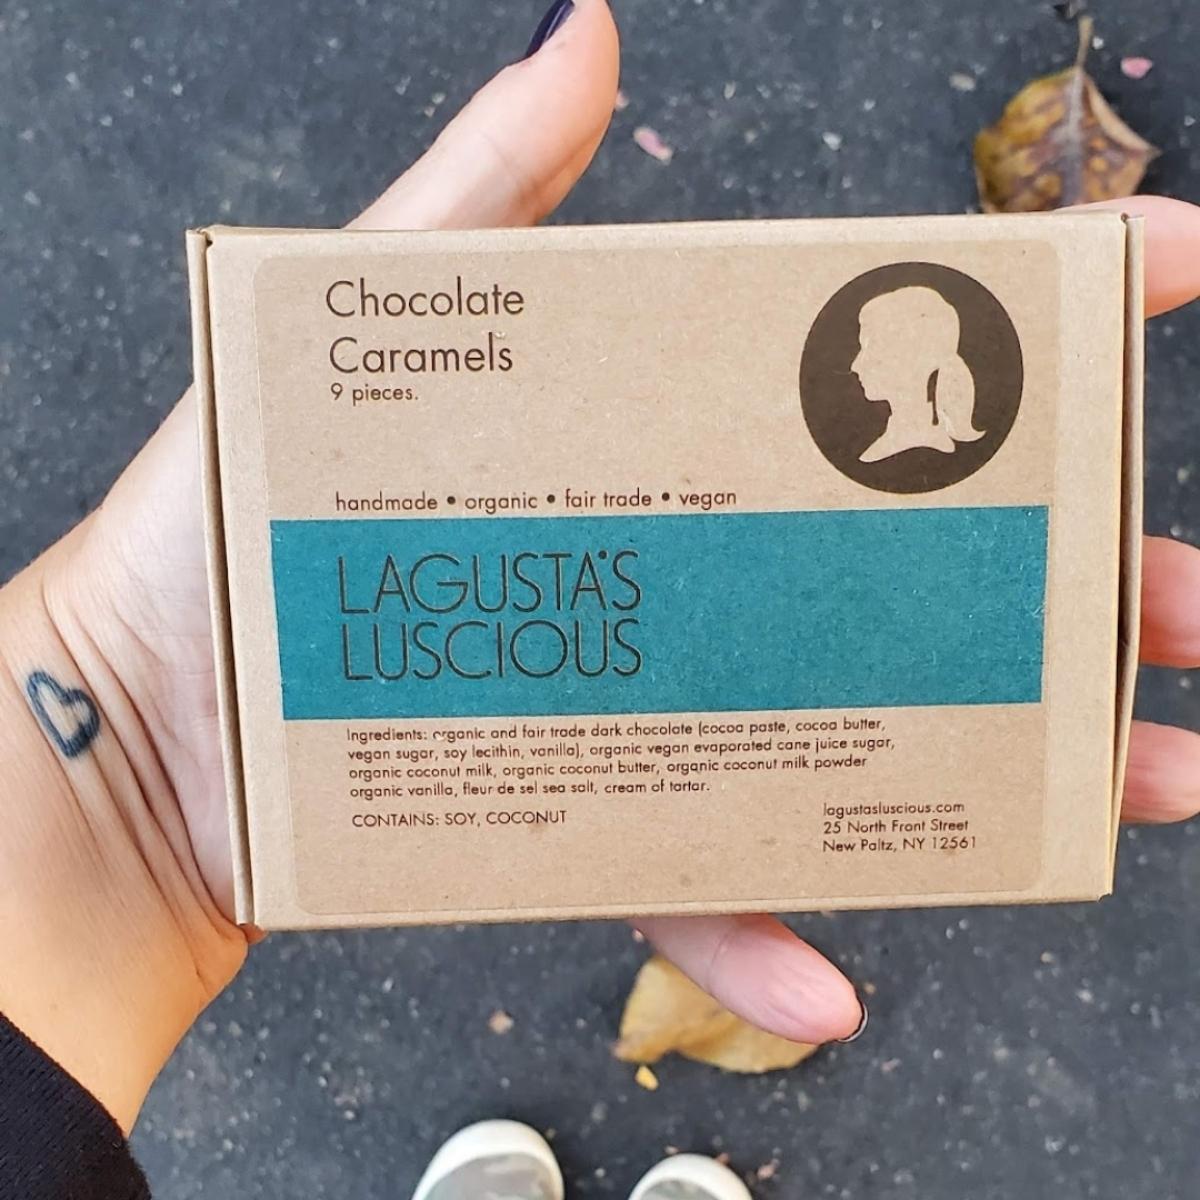 Chocolate
Caramels
9 pieces.
handmade • organic • fair trade • vegan
LAGUSTA'S
LUSCIOUS
Ingredients: organic and fair trade dark chocolate (cocoa paste, cocoa butter,
vegan sugar, soy lecithin, vanilla), organic vegan evaporated cane juice sugar,
organic coconut milk, organic coconut butter, organic coconut milk powder
organic vanilla, fleur de sel sea salt, cream of tartar.
CONTAINS: SOY, COCONUT
lagustasluscious.com
25 North Front Street
New Paltz, NY 12561